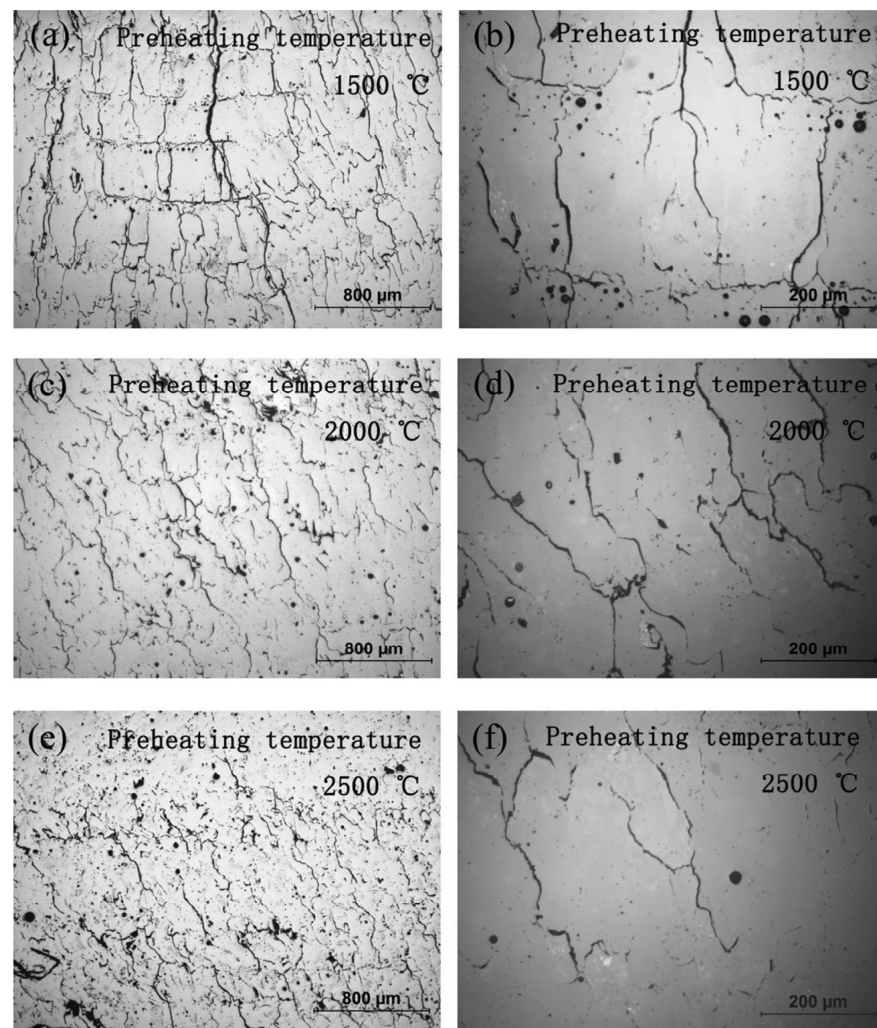 (a) Preheating temperature
1500 ℃
800 µm
(b) Preheating temperature
1500 ℃
200 µm
(c) Preheating temperature
2000 ℃
800 µm
(d) Preheating temperature
2000 ℃
200 µm
(e) Preheating temperature
2500 ℃
800 µm
(f) Preheating temperature
2500 ℃
200 µm